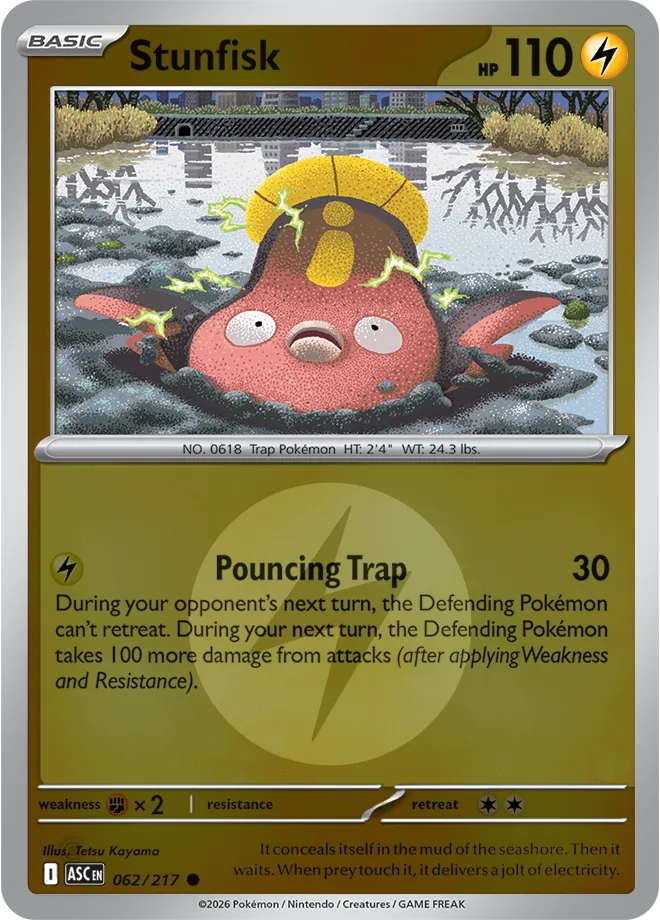 BASIC
Stunfisk
HP 110
NO. 0618 Trap Pokémon HT: 2'4" WT: 24.3 lbs.
Pouncing Trap 30
During your opponent's next turn, the Defending Pokémon
can't retreat. During your next turn, the Defending Pokémon
takes 100 more damage from attacks (after applying Weakness
and Resistance).
weakness ×2 resistance retreat
Illus. Tetsu Kayama
It conceals itself in the mud of the seashore. Then it
waits. When prey touch it, it delivers a jolt of electricity.
I ASC EN 062/217
©2026 Pokémon / Nintendo / Creatures / GAME FREAK